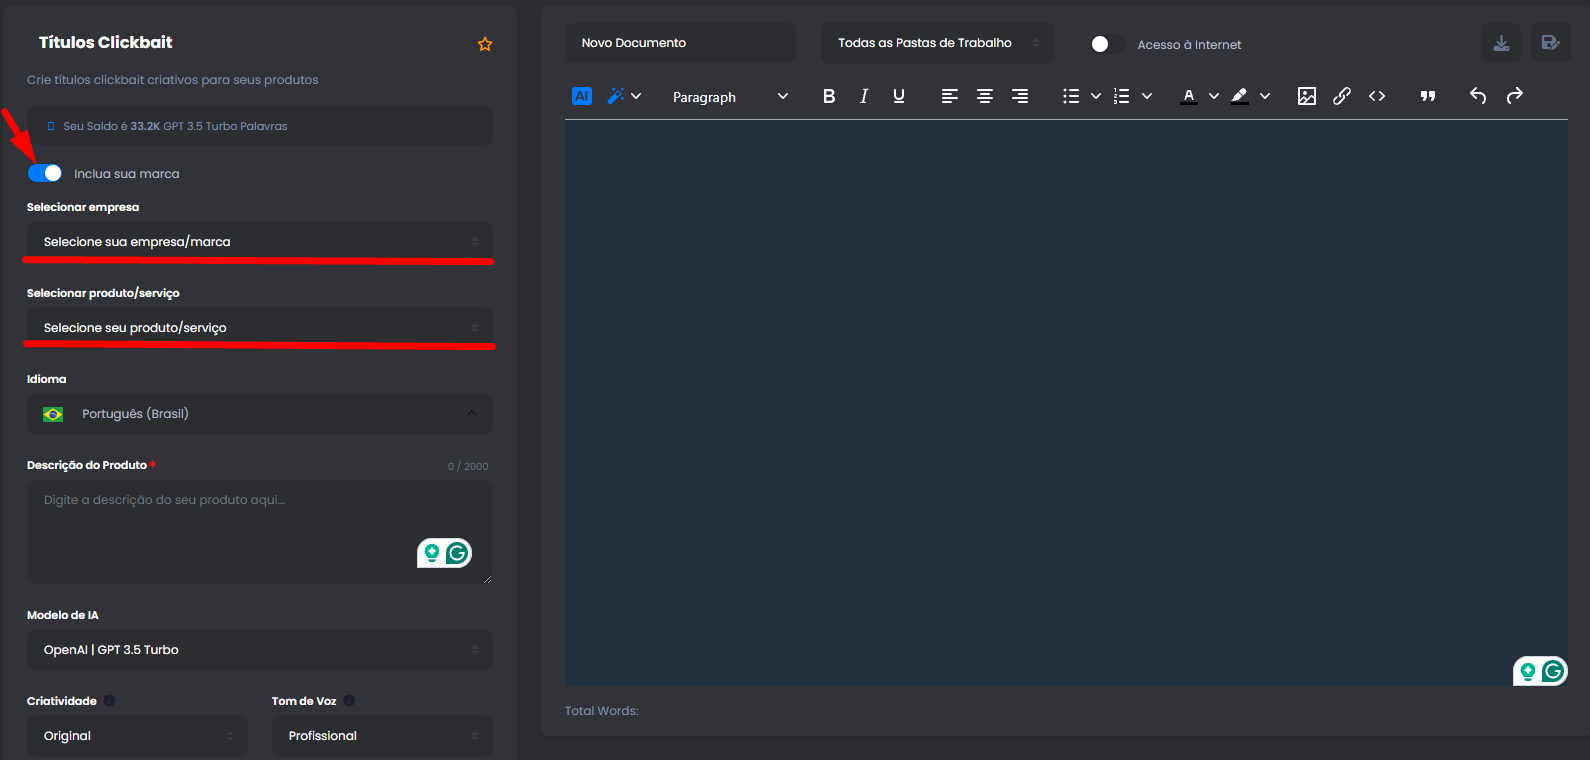 Títulos Clickbait
Crie títulos clickbait criativos para seus produtos
Seu Saldo é 33.2K GPT 3.5 Turbo Palavras
Inclua sua marca
Selecionar empresa
Selecione sua empresa/marca
Selecionar produto/serviço
Selecione seu produto/serviço
Idioma
Português (Brasil)
Descrição do Produto *
0 / 2000
Digite a descrição do seu produto aqui...
Modelo de IA
OpenAI | GPT 3.5 Turbo
Criatividade
Tom de Voz
Original
Profissional
Novo Documento
Todas as Pastas de Trabalho
Acesso à Internet
AI
Paragraph
B I U
A
Total Words: